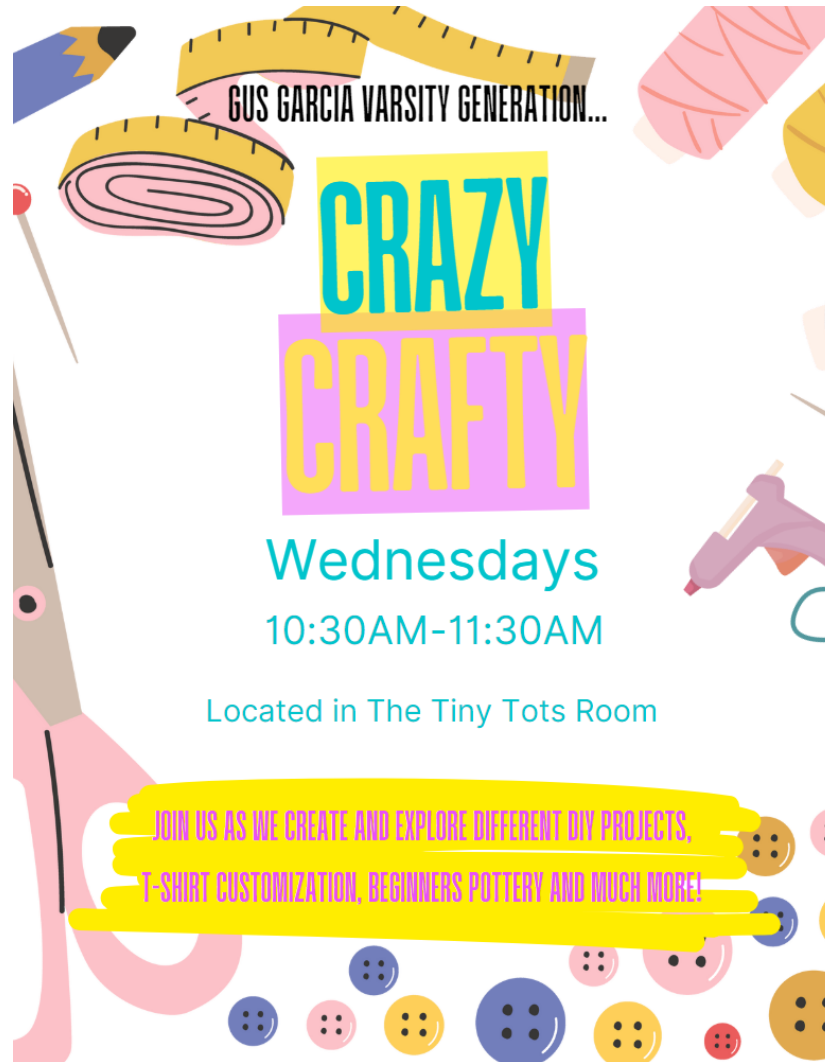 GUS GARCIA VARSITY GENERATION...
CRAZY
CRAFTY
Wednesdays
10:30AM-11:30AM
Located in The Tiny Tots Room
JOIN US AS WE CREATE AND EXPLORE DIFFERENT DIY PROJECTS,
T-SHIRT CUSTOMIZATION, BEGINNERS POTTERY AND MUCH MORE!